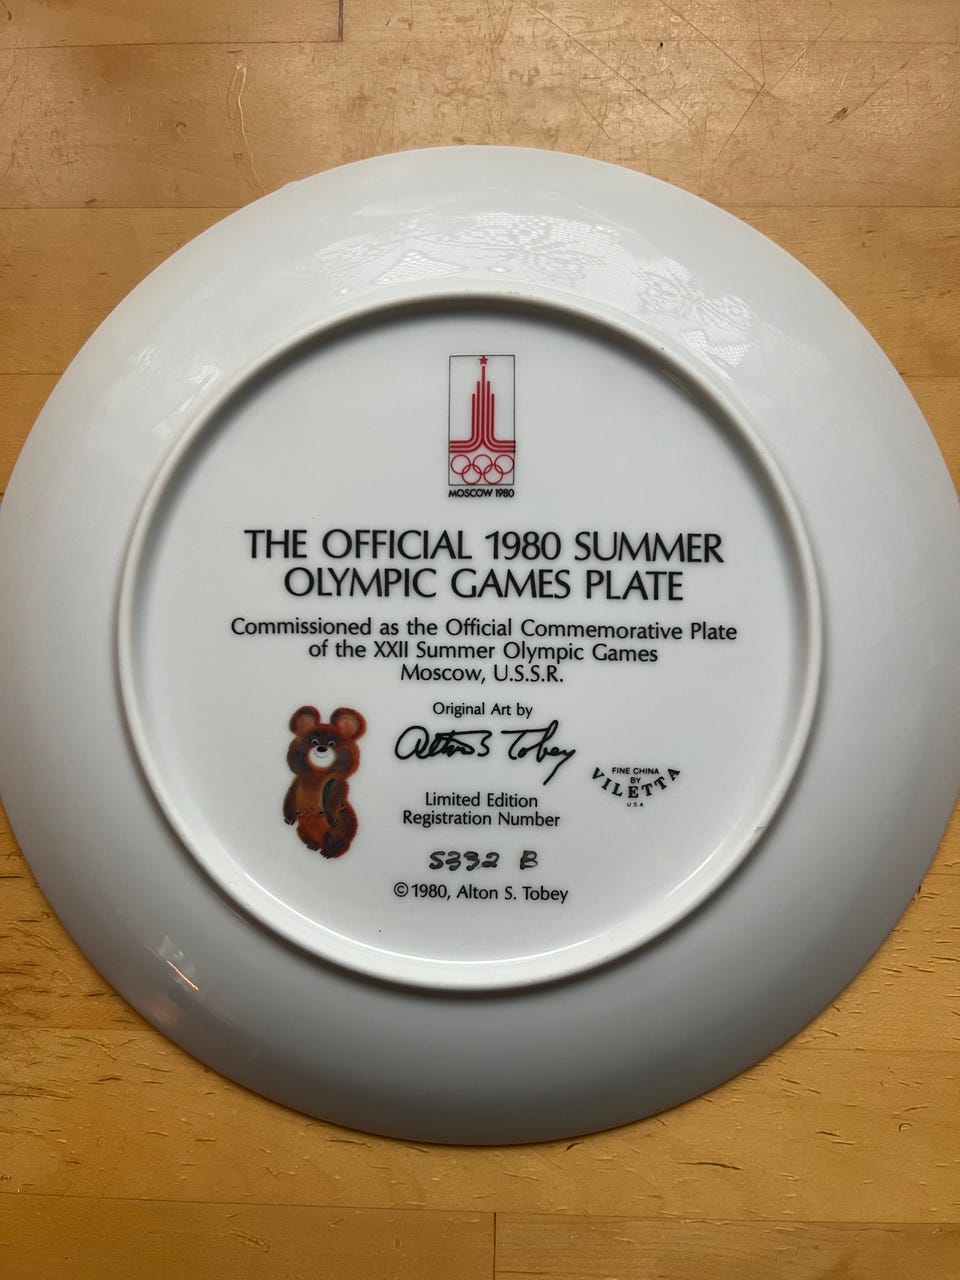 MOSCOW 1980
THE OFFICIAL 1980 SUMMER
OLYMPIC GAMES PLATE
Commissioned as the Official Commemorative Plate
of the XXII Summer Olympic Games
Moscow, U.S.S.R.
Original Art by
Alton S Tobey
FINE CHINA
BY
VILETTA
USA
Limited Edition
Registration Number
5392 B
©1980, Alton S. Tobey